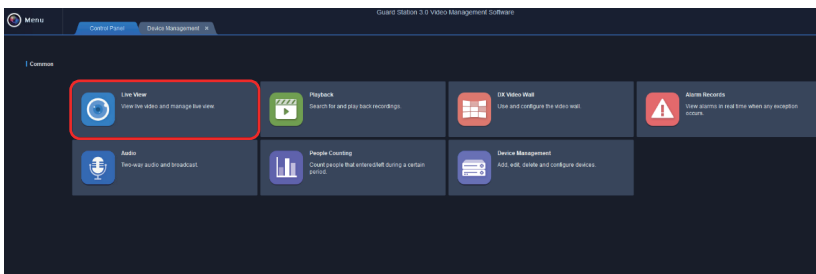 Guard Station 3.0 Video Management Software
Menu
Control Panel
Device Management ×
Common
Live View
View live video and manage live view.
Playback
Search for and play back recordings.
DX Video Wall
Use and configure the video wall.
Alarm Records
View alarms in real time when any exception
occurs.
Audio
Two-way audio and broadcast.
People Counting
Count people that entered/left during a certain
period.
Device Management
Add, edit, delete and configure devices.